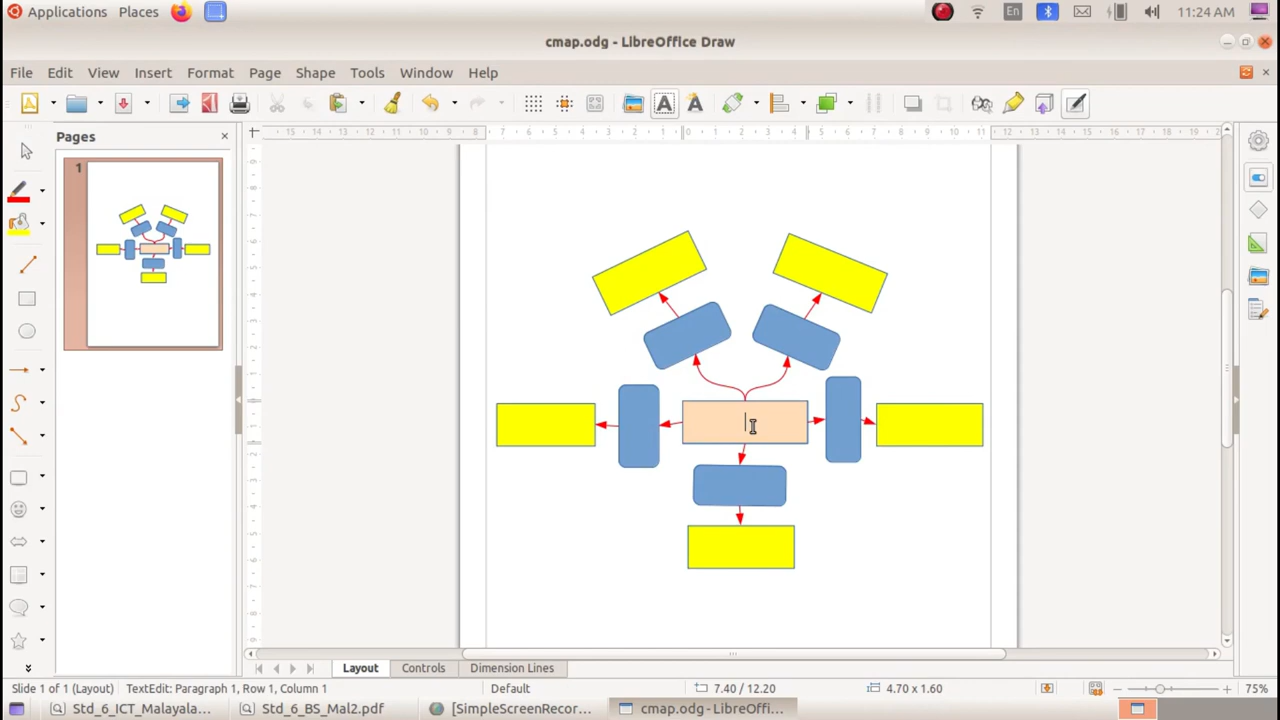 Applications Places En 11:24 AM
cmap.odg - LibreOffice Draw
File Edit View Insert Format Page Shape Tools Window Help
Pages
1
Layout Controls Dimension Lines
Slide 1 of 1 (Layout) TextEdit: Paragraph 1, Row 1, Column 1 Default 7.40 / 12.20 4.70 x 1.60 75%
Std_6_ICT_Malayala... Std_6_BS_Mal2.pdf [SimpleScreenRecor... cmap.odg - LibreOffi...